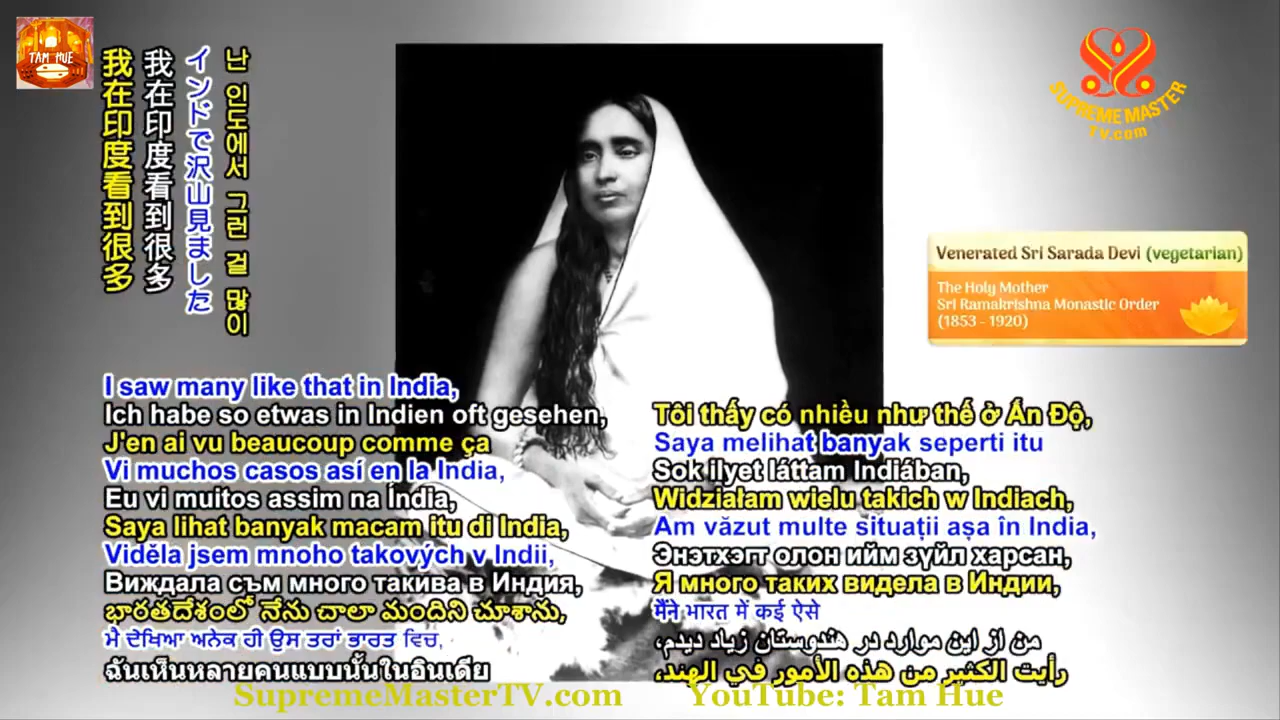 TAM HUE
我在印度看到很多
我在印度看到很多
インドで沢山見ました
난 인도에서 그런 걸 많이
SUPREME MASTER
TV.com
Venerated Sri Sarada Devi (vegetarian)
The Holy Mother
Sri Ramakrishna Monastic Order
(1853 - 1920)
I saw many like that in India,
Ich habe so etwas in Indien oft gesehen,
J'en ai vu beaucoup comme ça
Vi muchos casos así en la India,
Eu vi muitos assim na Índia,
Saya lihat banyak macam itu di India,
Viděla jsem mnoho takových v Indii,
Виждала съм много такива в Индия,
భారతదేశంలో నేను చాలా మందిని చూశాను,
ਮੈ ਦੇਖਿਆ ਅਨੇਕ ਹੀ ਉਸ ਤਰਾਂ ਭਾਰਤ ਵਿਚ,
ฉันเห็นหลายคนแบบนั้นในอินเดีย
Tôi thấy có nhiều như thế ở Ấn Độ,
Saya melihat banyak seperti itu
Sok ilyet láttam Indiában,
Widziałam wielu takich w Indiach,
Am văzut multe situații așa în India,
Энэтхэгт олон ийм зүйл харсан,
Я много таких видела в Индии,
मैंने भारत में कई ऐसे
من از این موارد در هندوستان زیاد دیدم،
رأيت الكثير من هذه الأمور في الهند،
SupremeMasterTV.com
YouTube: Tam Hue